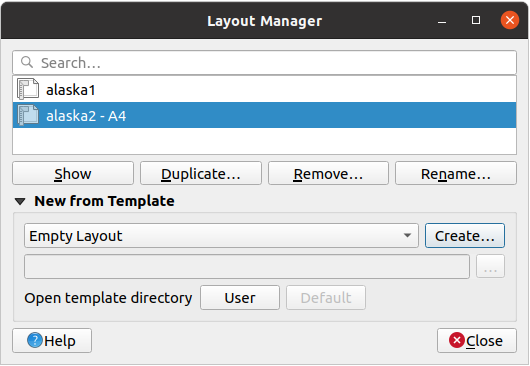 Layout Manager
Search...
alaska1
alaska2 - A4
Show Duplicate... Remove... Rename...
New from Template
Empty Layout Create...
...
Open template directory User Default
Help Close